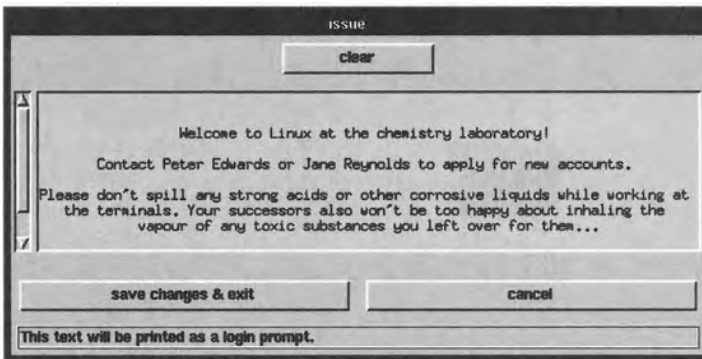 issue
clear
Welcome to Linux at the chemistry laboratory!
Contact Peter Edwards or Jane Reynolds to apply for new accounts.
Please don't spill any strong acids or other corrosive liquids while working at
the terminals. Your successors also won't be too happy about inhaling the
vapour of any toxic substances you left over for them...
save changes & exit
cancel
This text will be printed as a login prompt.